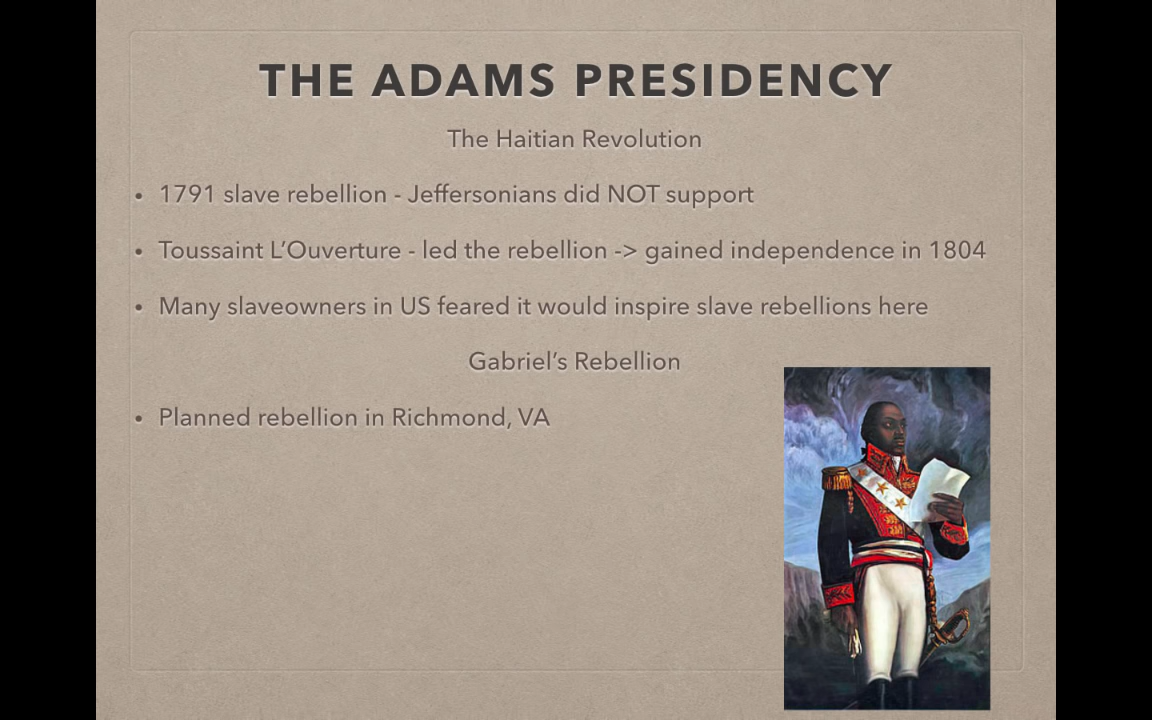 THE ADAMS PRESIDENCY
The Haitian Revolution
• 1791 slave rebellion - Jeffersonians did NOT support
• Toussaint L’Ouverture - led the rebellion -> gained independence in 1804
• Many slaveowners in US feared it would inspire slave rebellions here
Gabriel’s Rebellion
• Planned rebellion in Richmond, VA